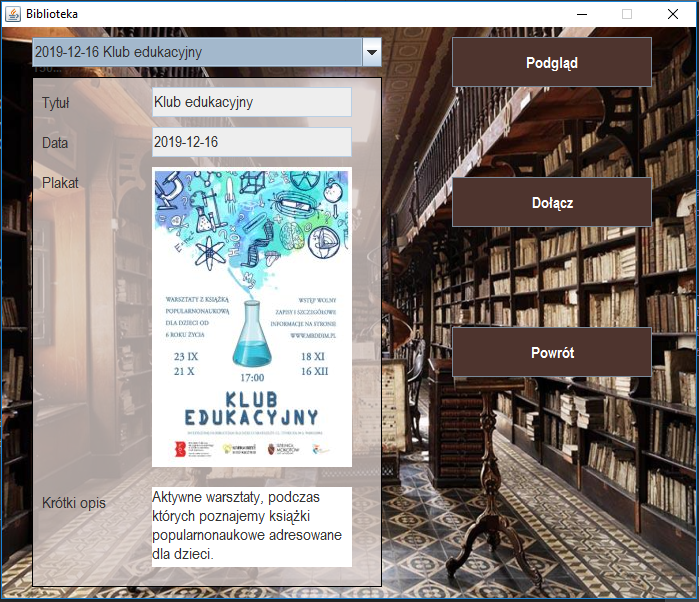 Biblioteka
2019-12-16 Klub edukacyjny
Podgląd
Tytuł
Klub edukacyjny
Data
2019-12-16
Plakat
Dołącz
WARSZTATY Z KSIĄŻKĄ
POPULARNONAUKOWĄ
DLA DZIECI OD
6 ROKU ŻYCIA
WSTĘP WOLNY
ZAPISY I SZCZEGÓŁOWE
INFORMACJE NA STRONIE
WWW.MBDDIM.PL
23 IX
21 X
18 XI
16 XII
17:00
KLUB
EDUKACYJNY
Powrót
Krótki opis
Aktywne warsztaty, podczas
których poznajemy książki
popularnonaukowe adresowane
dla dzieci.